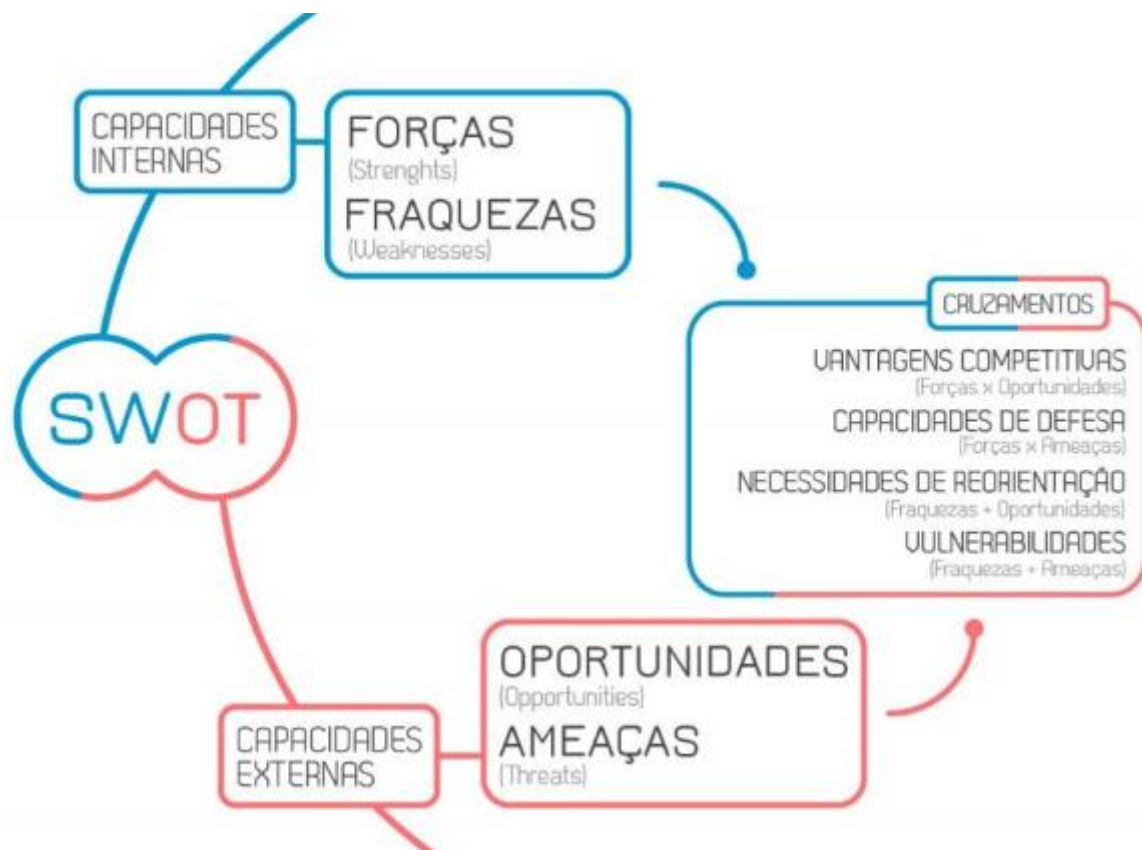 CAPACIDADES
INTERNAS
FORÇAS
(Strenghts)
FRAQUEZAS
(Weaknesses)
CRUZAMENTOS
VANTAGENS COMPETITIVAS
(Forças x Oportunidades)
CAPACIDADES DE DEFESA
(Forças x Ameaças)
NECESSIDADES DE REORIENTAÇÃO
(Fraquezas + Oportunidades)
VULNERABILIDADES
(Fraquezas + Ameaças)
SWOT
OPORTUNIDADES
(Opportunities)
AMEAÇAS
(Threats)
CAPACIDADES
EXTERNAS